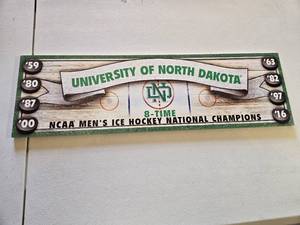 '59
'80
'87
'00
UNIVERSITY OF NORTH DAKOTA
ND
8-TIME
NCAA MEN'S ICE HOCKEY NATIONAL CHAMPIONS
'63
'82
'97
'16